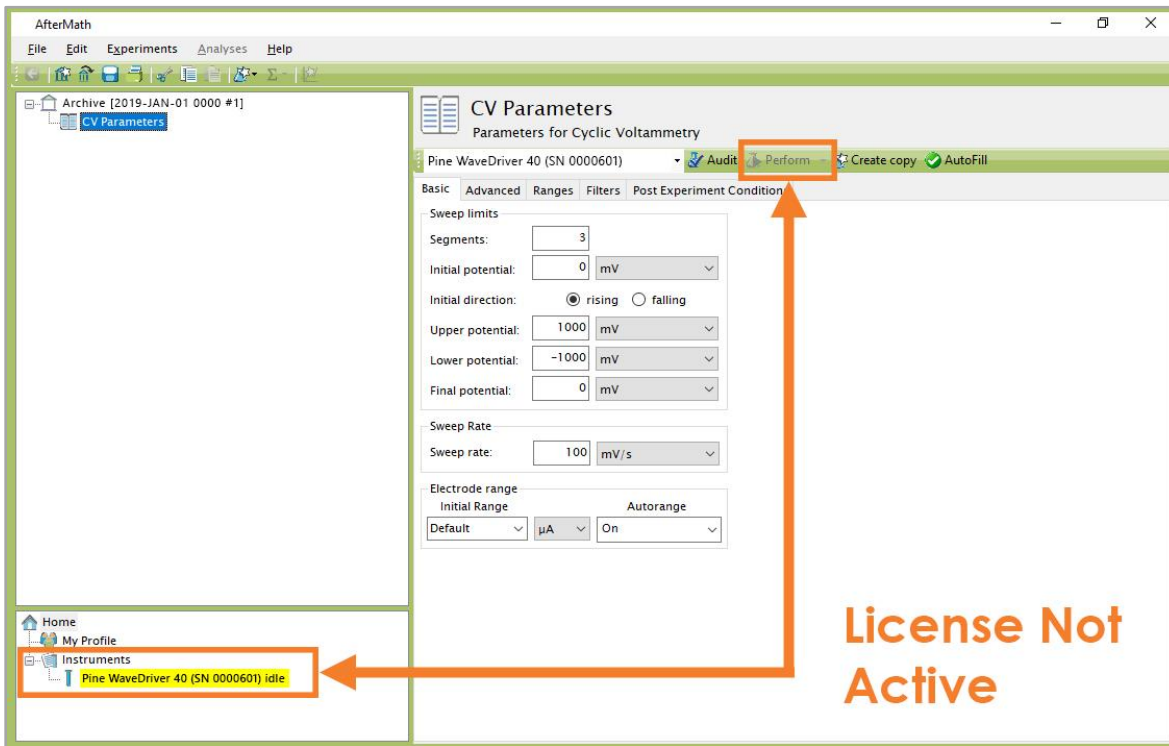 AfterMath
File Edit Experiments Analyses Help
Archive [2019-JAN-01 0000 #1]
CV Parameters
CV Parameters
Parameters for Cyclic Voltammetry
Pine WaveDriver 40 (SN 0000601) Audit Perform Create copy AutoFill
Basic Advanced Ranges Filters Post Experiment Condition
Sweep limits
Segments: 3
Initial potential: 0 mV
Initial direction: rising falling
Upper potential: 1000 mV
Lower potential: -1000 mV
Final potential: 0 mV
Sweep Rate
Sweep rate: 100 mV/s
Electrode range
Initial Range Autorange
Default µA On
Home
My Profile
Instruments
Pine WaveDriver 40 (SN 0000601) idle
License Not
Active